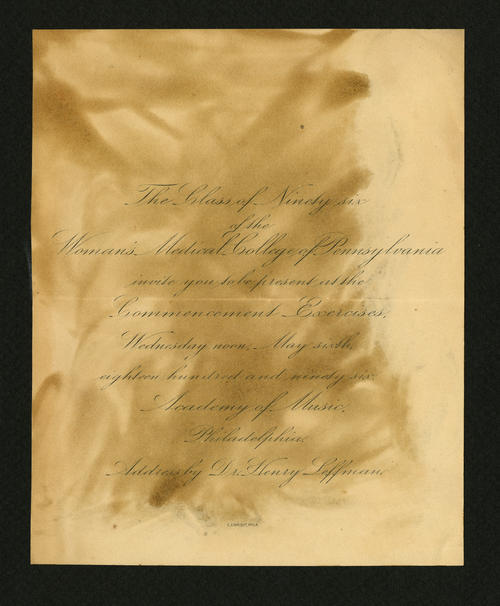 The Class of Ninety six
of the
Woman's Medical College of Pennsylvania
invite you to be present at the
Commencement Exercises,
Wednesday noon, May sixth,
eighteen hundred and ninety six.
Academy of Music,
Philadelphia.
Address by Dr. Henry Leffmann.